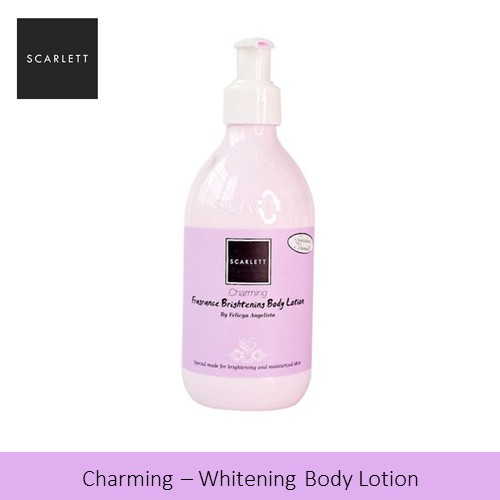 SCARLETT
SCARLETT
Charming
Fragrance Brightening Body Lotion
By Felicya Angelista
Special made for brightening and moisturized skin
Charming – Whitening Body Lotion